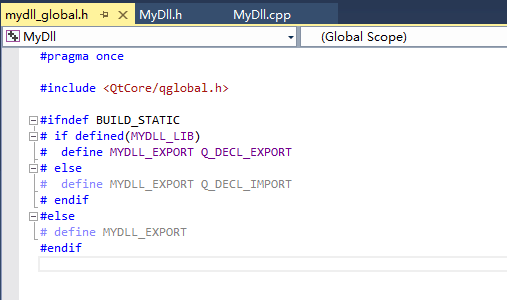 mydll_global.h MyDll.h MyDll.cpp
MyDll (Global Scope)
#pragma once
#include <QtCore/qglobal.h>
#ifndef BUILD_STATIC
# if defined(MYDLL_LIB)
#  define MYDLL_EXPORT Q_DECL_EXPORT
# else
#  define MYDLL_EXPORT Q_DECL_IMPORT
# endif
#else
# define MYDLL_EXPORT
#endif